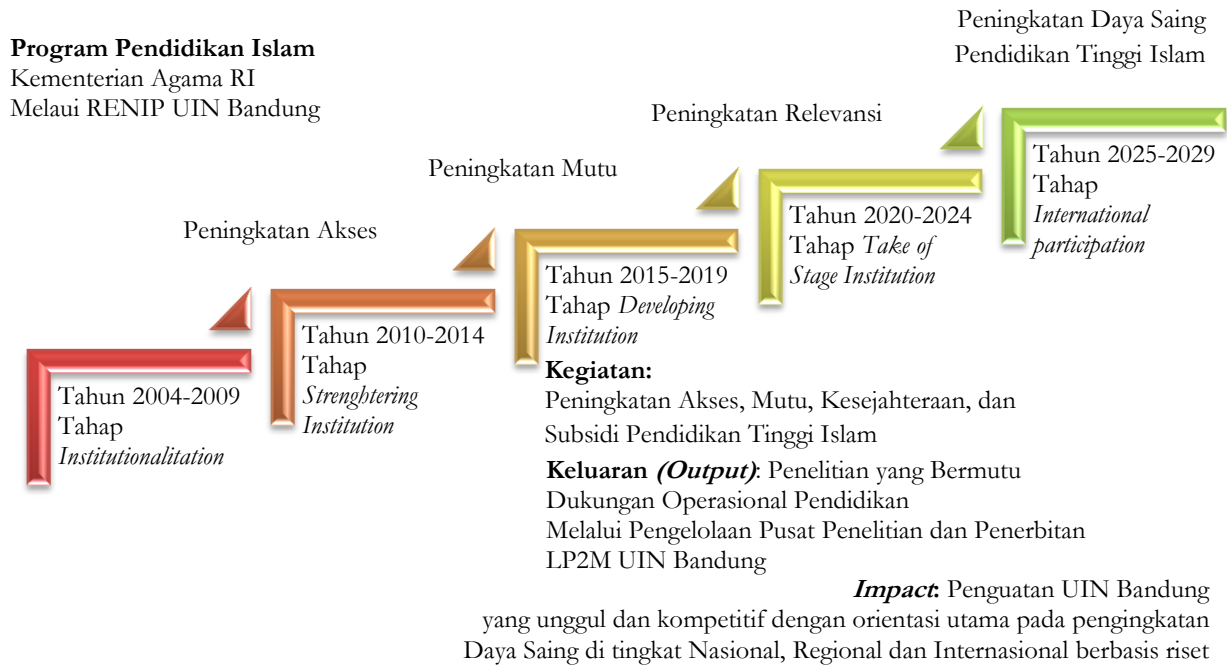 Program Pendidikan Islam
Kementerian Agama RI
Melaui RENIP UIN Bandung
Peningkatan Akses
Peningkatan Mutu
Peningkatan Relevansi
Peningkatan Daya Saing
Pendidikan Tinggi Islam
Tahun 2004-2009
Tahap
Institutionalitation
Tahun 2010-2014
Tahap
Strenghtering
Institution
Tahun 2015-2019
Tahap Developing
Institution
Tahun 2020-2024
Tahap Take of
Stage Institution
Tahun 2025-2029
Tahap
International
participation
Kegiatan:
Peningkatan Akses, Mutu, Kesejahteraan, dan
Subsidi Pendidikan Tinggi Islam
Keluaran (Output): Penelitian yang Bermutu
Dukungan Operasional Pendidikan
Melalui Pengelolaan Pusat Penelitian dan Penerbitan
LP2M UIN Bandung
Impact: Penguatan UIN Bandung
yang unggul dan kompetitif dengan orientasi utama pada pengingkatan
Daya Saing di tingkat Nasional, Regional dan Internasional berbasis riset